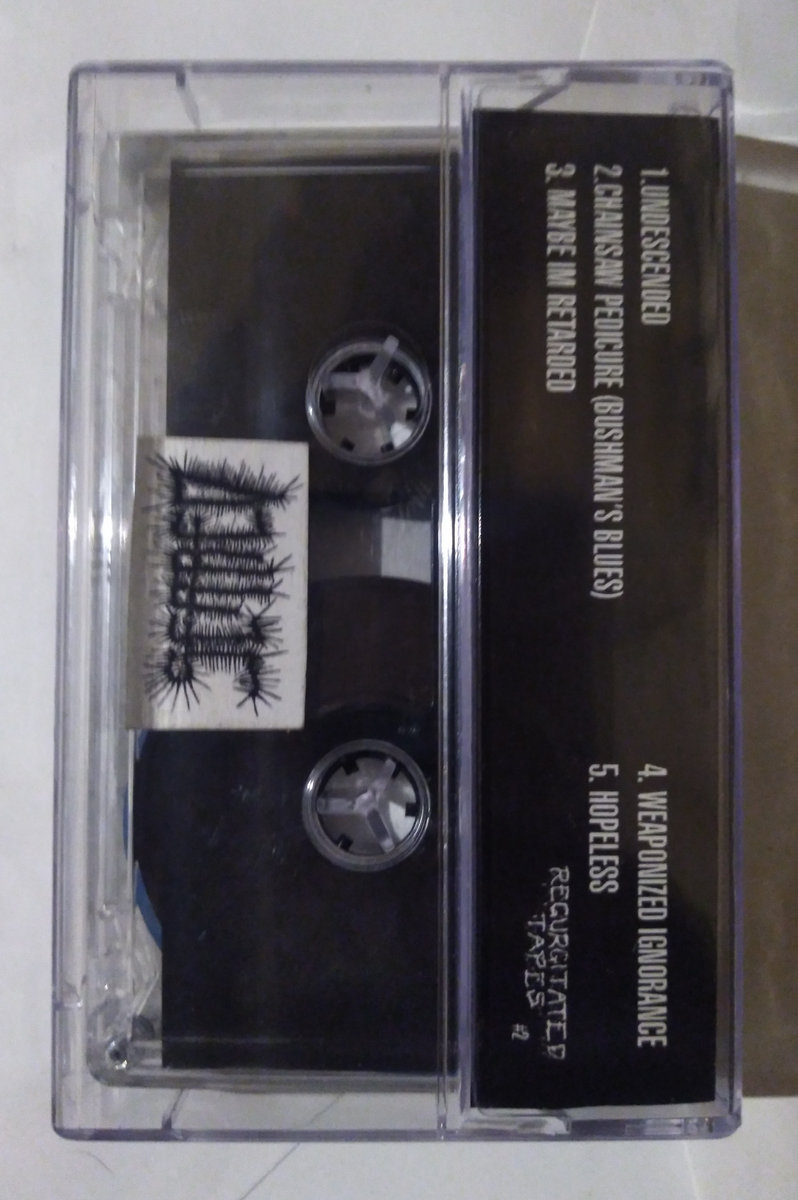 1.UNDESCENDED
2.CHAINSAW PEDICURE (BUSHMAN'S BLUES)
3. MAYBE IM RETARDED
4. WEAPONIZED IGNORANCE
5. HOPELESS
REGURGITATED
TAPES
#2